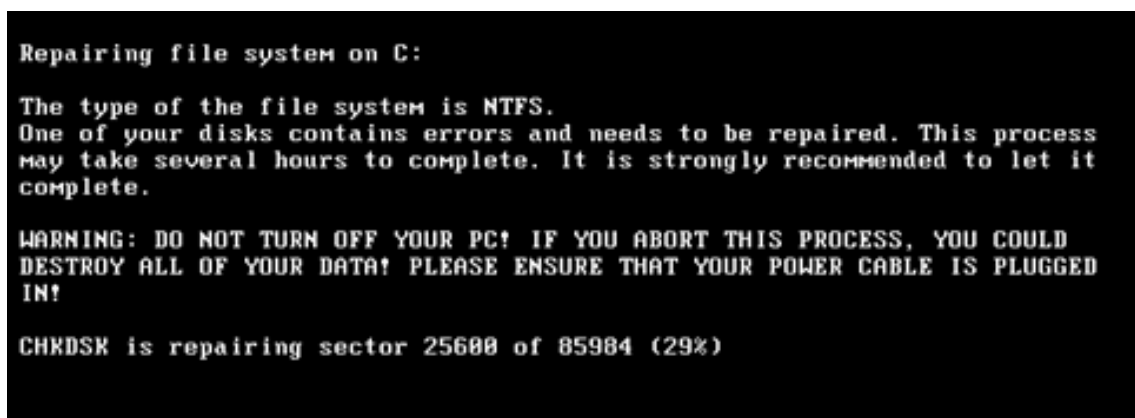 Repairing file system on C:
The type of the file system is NTFS.
One of your disks contains errors and needs to be repaired. This process
may take several hours to complete. It is strongly recommended to let it
complete.
WARNING: DO NOT TURN OFF YOUR PC! IF YOU ABORT THIS PROCESS, YOU COULD
DESTROY ALL OF YOUR DATA! PLEASE ENSURE THAT YOUR POWER CABLE IS PLUGGED
IN!
CHKDSK is repairing sector 25600 of 85984 (29%)